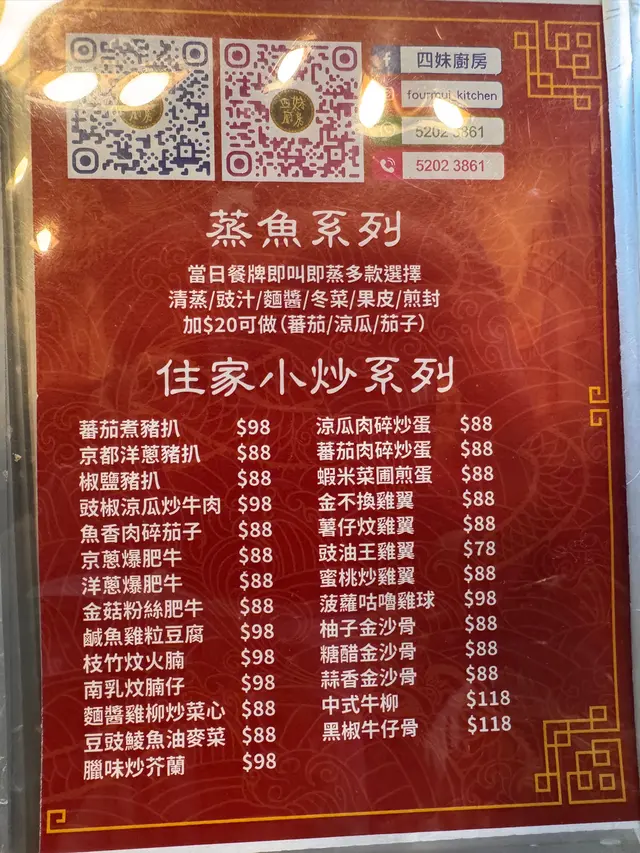 四妹廚房
fourmui_kitchen
5202 3861
5202 3861
蒸魚系列
當日餐牌即叫即蒸多款選擇
清蒸/豉汁/麵醬/冬菜/果皮/煎封
加$20可做(蕃茄/涼瓜/茄子)
住家小炒系列
蕃茄煮豬扒 $98
京都洋蔥豬扒 $88
椒鹽豬扒 $88
豉椒涼瓜炒牛肉 $98
魚香肉碎茄子 $88
京蔥爆肥牛 $88
洋蔥爆肥牛 $88
金菇粉絲肥牛 $88
鹹魚雞粒豆腐 $98
枝竹炆火腩 $98
南乳炆腩仔 $98
麵醬雞柳炒菜心 $88
豆豉鯪魚油麥菜 $88
臘味炒芥蘭 $98
涼瓜肉碎炒蛋 $88
蕃茄肉碎炒蛋 $88
蝦米菜圃煎蛋 $88
金不換雞翼 $88
薯仔炆雞翼 $88
豉油王雞翼 $78
蜜桃炒雞翼 $88
菠蘿咕嚕雞球 $98
柚子金沙骨 $88
糖醋金沙骨 $88
蒜香金沙骨 $88
中式牛柳 $118
黑椒牛仔骨 $118